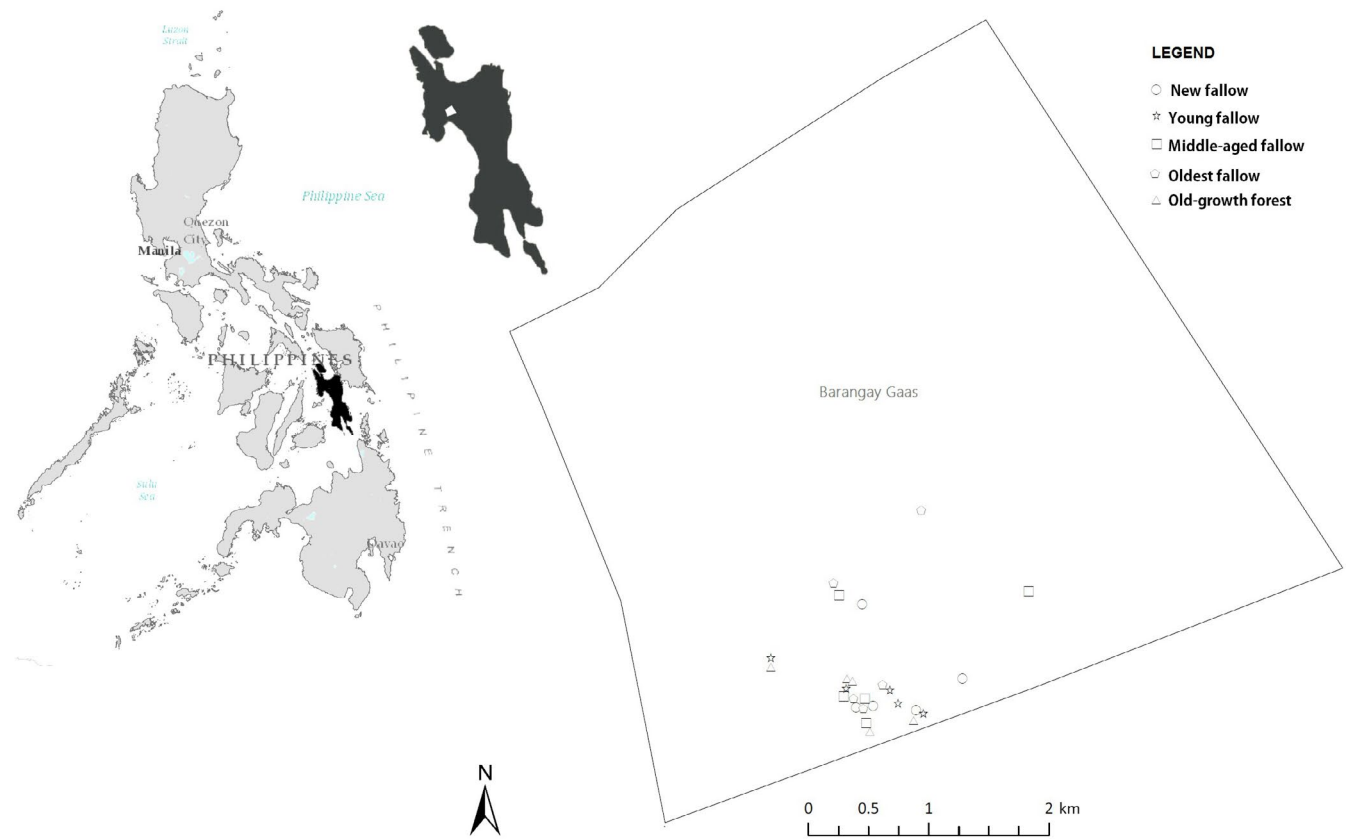 Luzon
Strait
Philippine Sea
Quezon
City
Manila
PHILIPPINES
PHILIPPINE TRENCH
Sulu
Sea
Davao
Barangay Gaas
LEGEND
New fallow
Young fallow
Middle-aged fallow
Oldest fallow
Old-growth forest
N
0 0.5 1 2 km